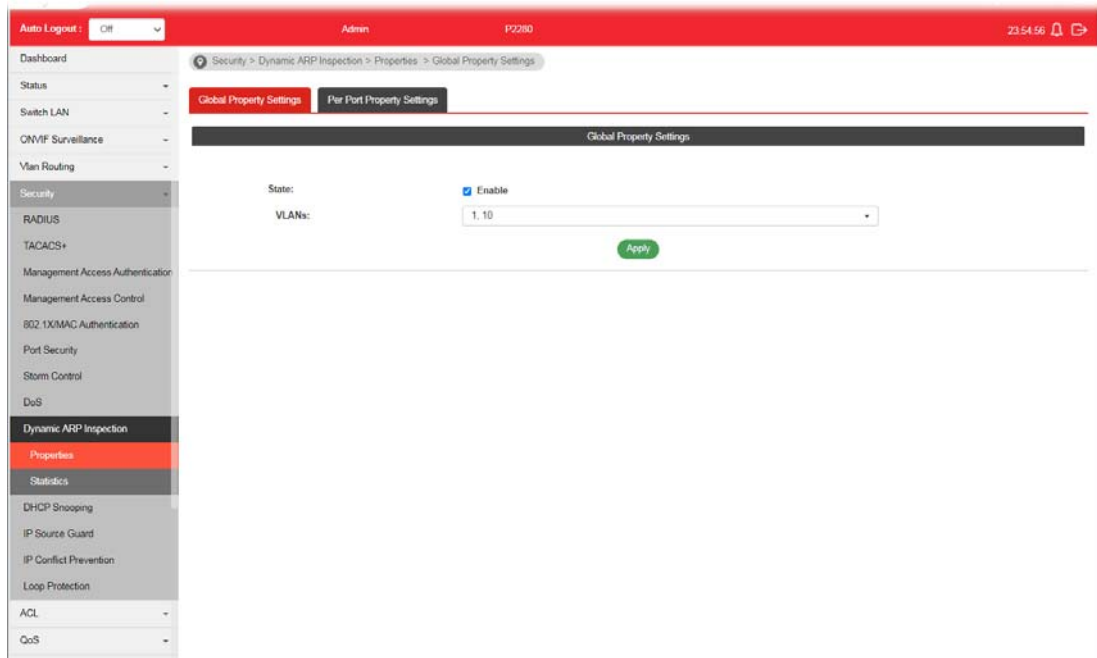 Auto Logout : Off Admin P2280 23:54:56
Dashboard
Status
Switch LAN
ONVIF Surveillance
Vlan Routing
Security
RADIUS
TACACS+
Management Access Authentication
Management Access Control
802.1X/MAC Authentication
Port Security
Storm Control
DoS
Dynamic ARP Inspection
Properties
Statistics
DHCP Snooping
IP Source Guard
IP Conflict Prevention
Loop Protection
ACL
QoS
Security > Dynamic ARP Inspection > Properties > Global Property Settings
Global Property Settings Per Port Property Settings
Global Property Settings
State: Enable
VLANs: 1, 10
Apply